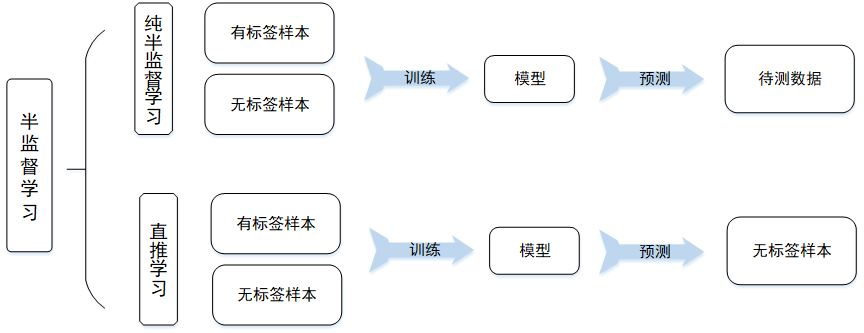 半监督学习
纯半监督学习
有标签样本
无标签样本
训练
模型
预测
待测数据
直推学习
有标签样本
无标签样本
训练
模型
预测
无标签样本